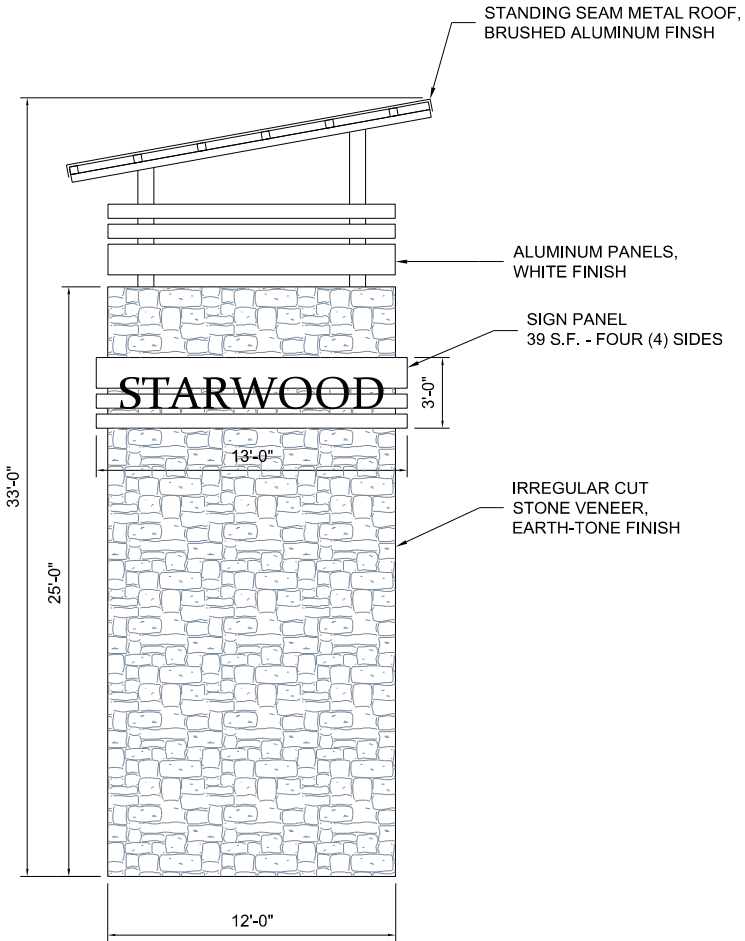 STANDING SEAM METAL ROOF,
BRUSHED ALUMINUM FINSH
ALUMINUM PANELS,
WHITE FINISH
SIGN PANEL
39 S.F. - FOUR (4) SIDES
STARWOOD
3'-0"
13'-0"
33'-0"
IRREGULAR CUT
STONE VENEER,
EARTH-TONE FINISH
25'-0"
12'-0"